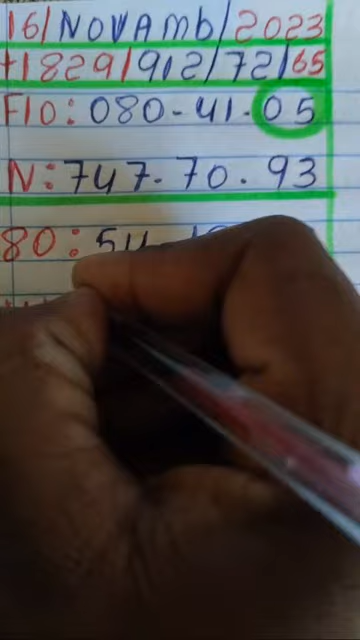 16/NOVAMb/2023
+1829/912/72/65
F10: 080-41.05
N: 747.70.93
80: 54